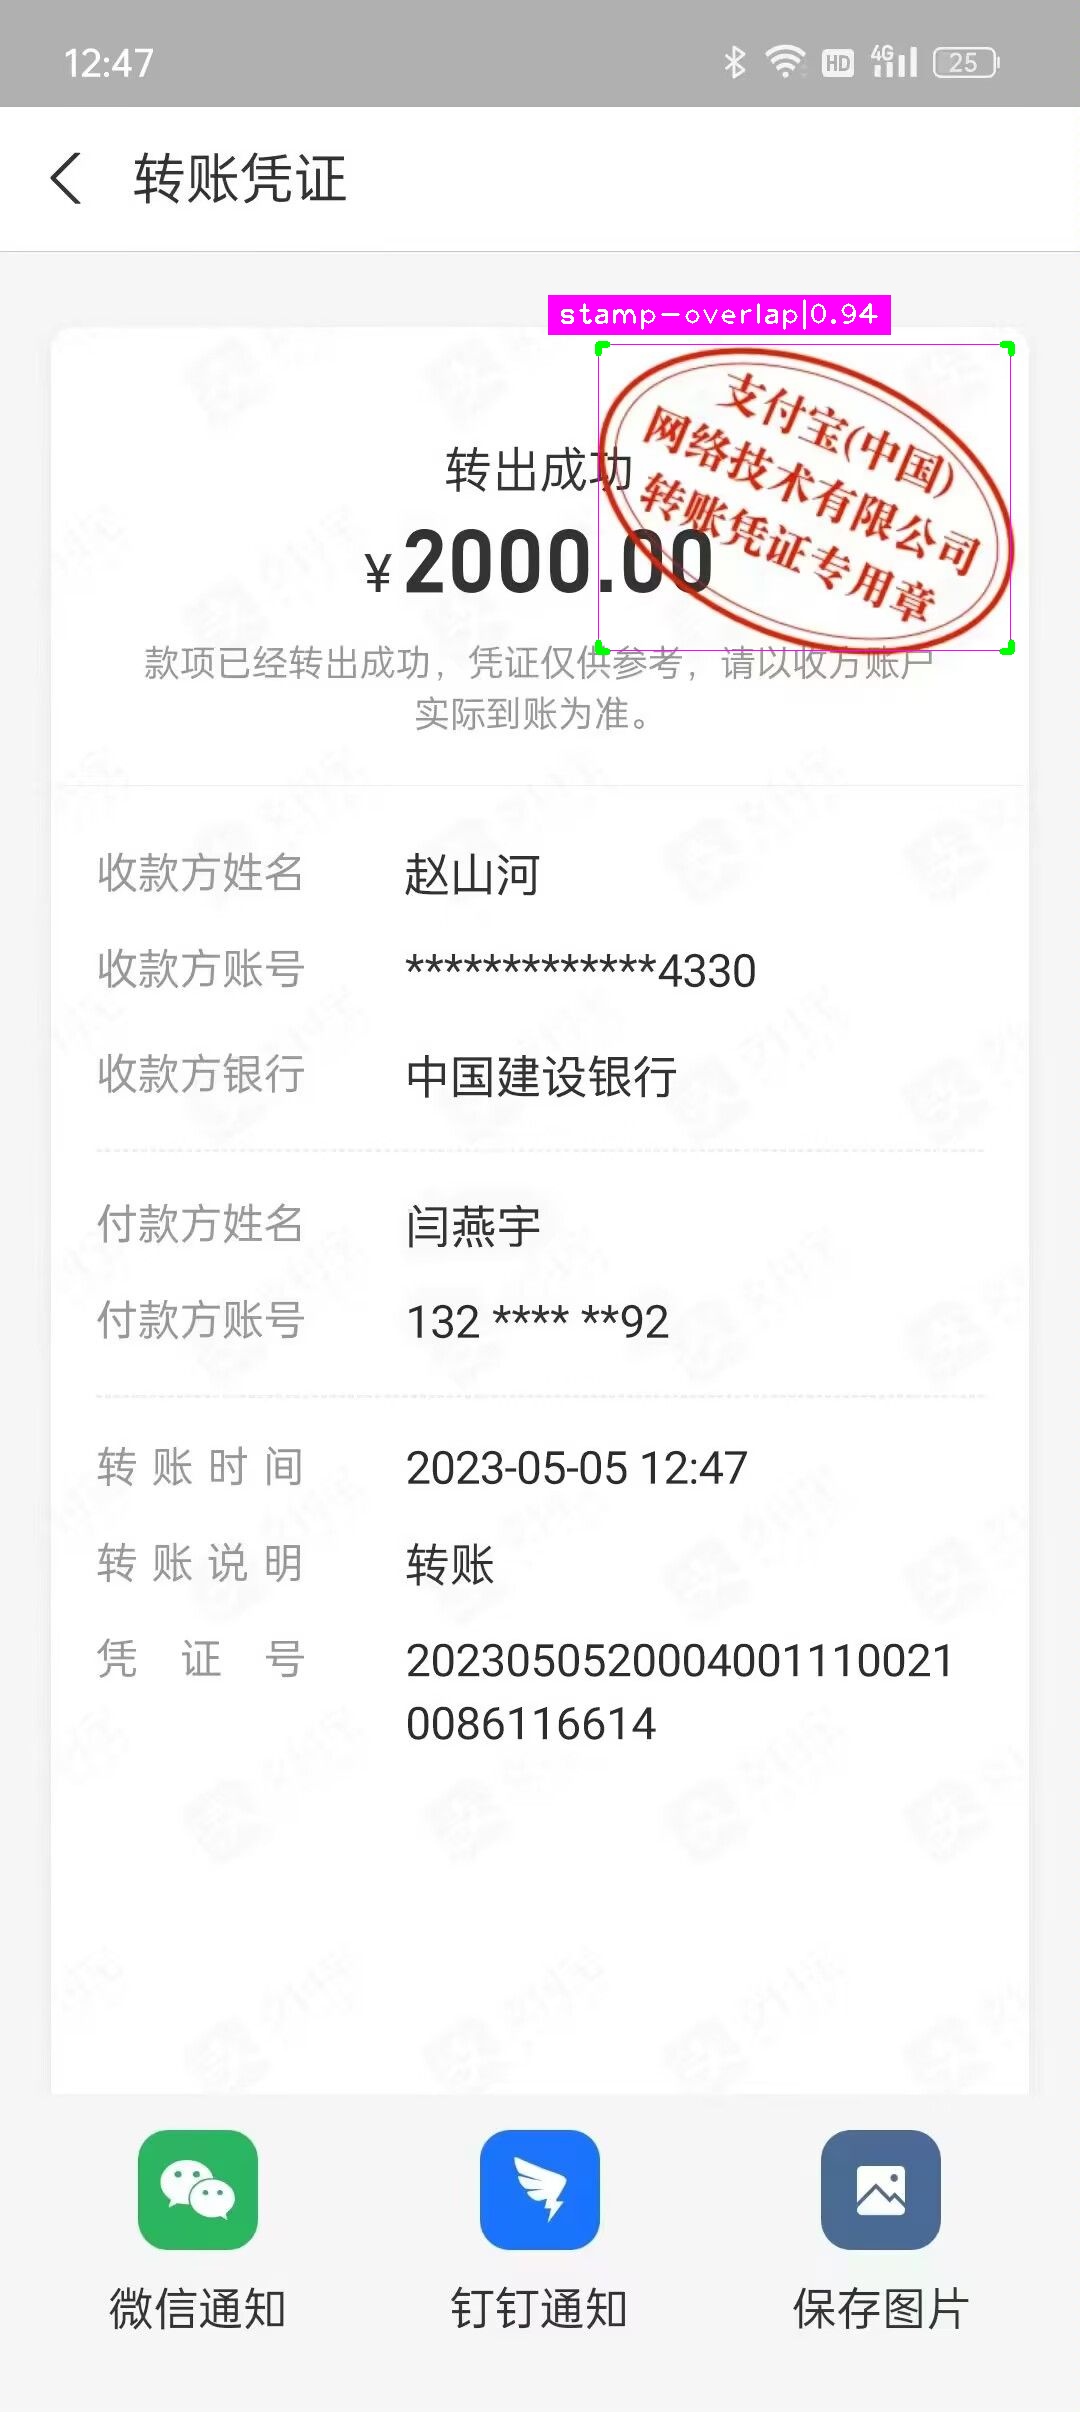 12:47
HD 4G 25
转账凭证
stamp-overlap|0.94
支付宝(中国)
网络技术有限公司
转账凭证专用章
转出成功
¥2000.00
款项已经转出成功，凭证仅供参考，请以收方账户
实际到账为准。
收款方姓名 赵山河
收款方账号 *************4330
收款方银行 中国建设银行
付款方姓名 闫燕宇
付款方账号 132 **** **92
转账时间 2023-05-05 12:47
转账说明 转账
凭证号 2023050520004001110021
0086116614
微信通知 钉钉通知 保存图片